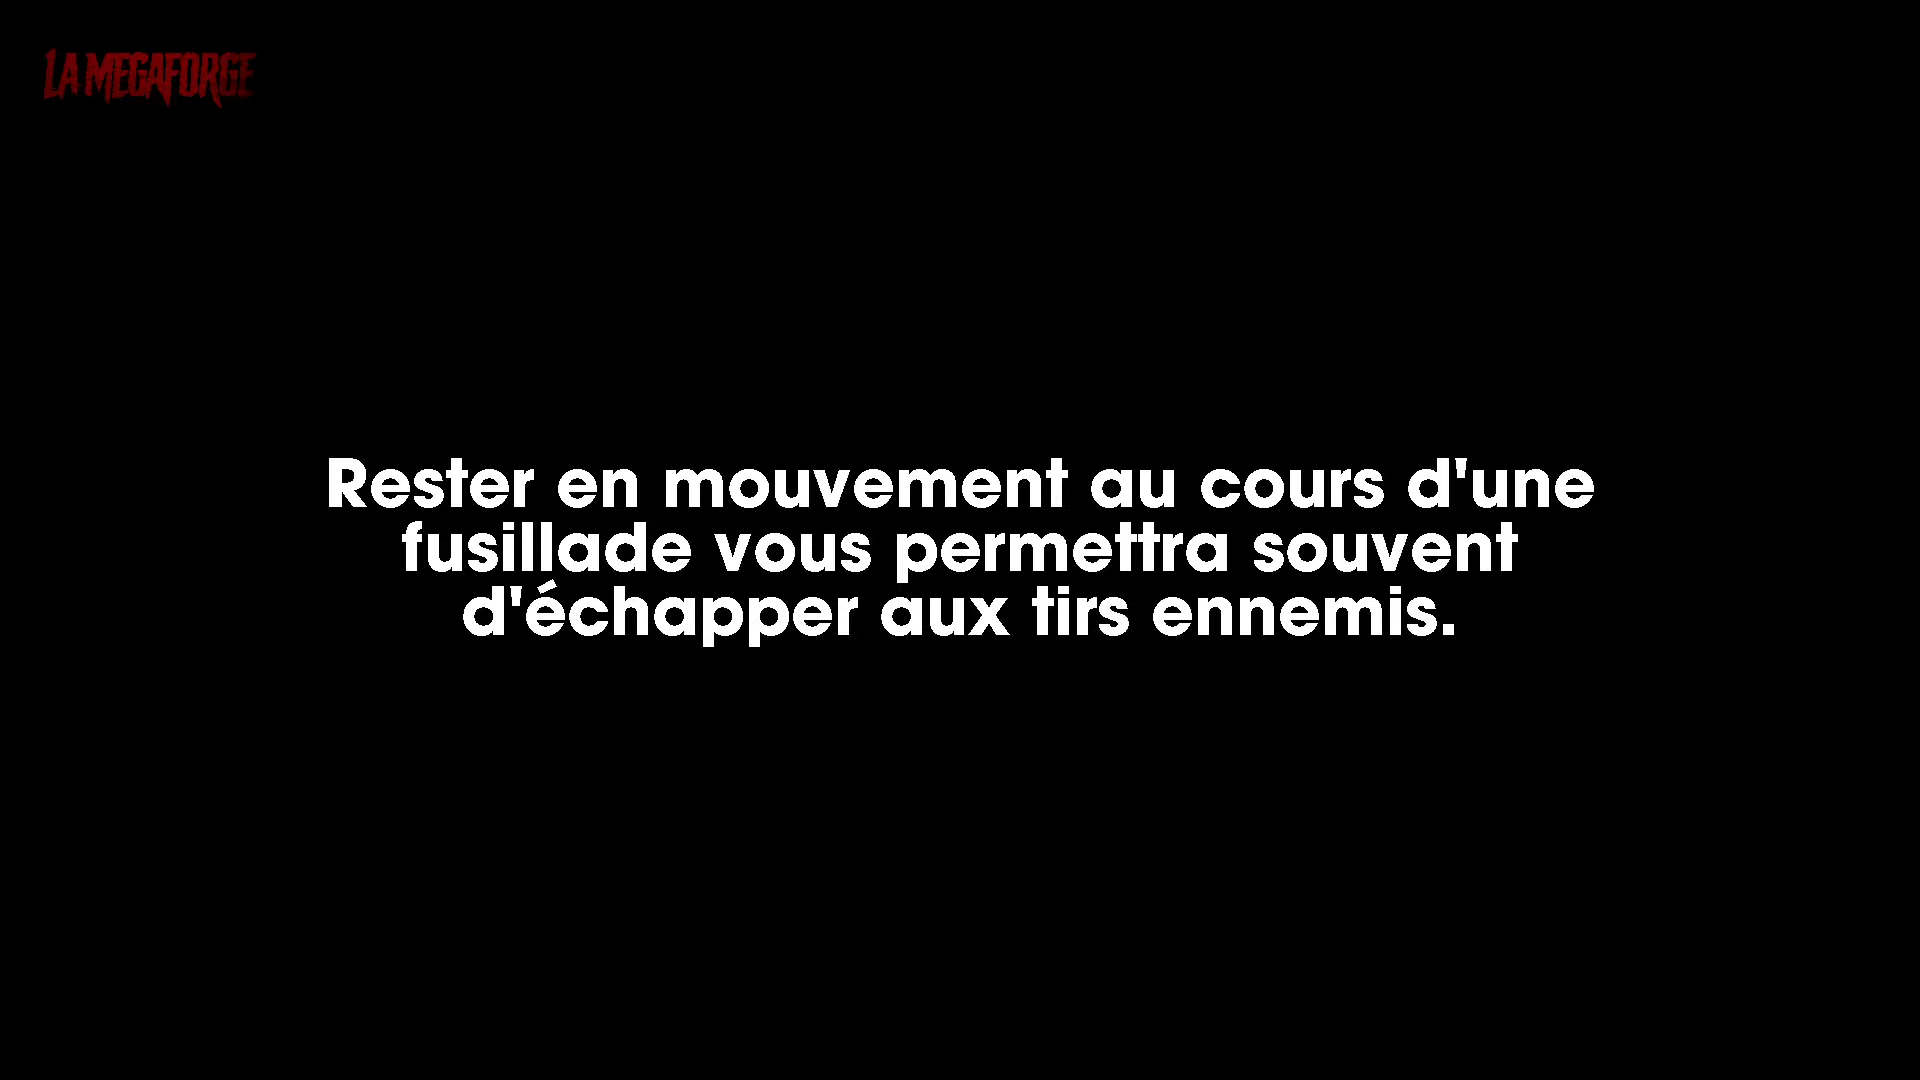 LA MEGAFORGE
Rester en mouvement au cours d'une
fusillade vous permettra souvent
d'échapper aux tirs ennemis.